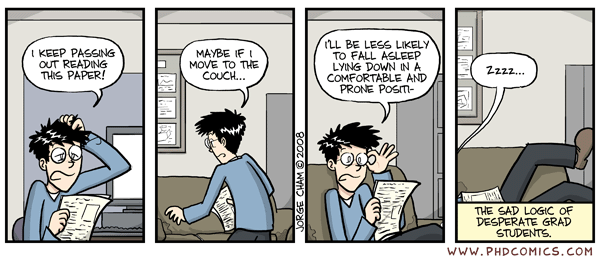 I KEEP PASSING
OUT READING
THIS PAPER!
MAYBE IF I
MOVE TO THE
COUCH...
I'LL BE LESS LIKELY
TO FALL ASLEEP
LYING DOWN IN A
COMFORTABLE AND
PRONE POSITI-
JORGE CHAM © 2008
ZZZZ...
THE SAD LOGIC OF
DESPERATE GRAD
STUDENTS.
WWW.PHDCOMICS.COM